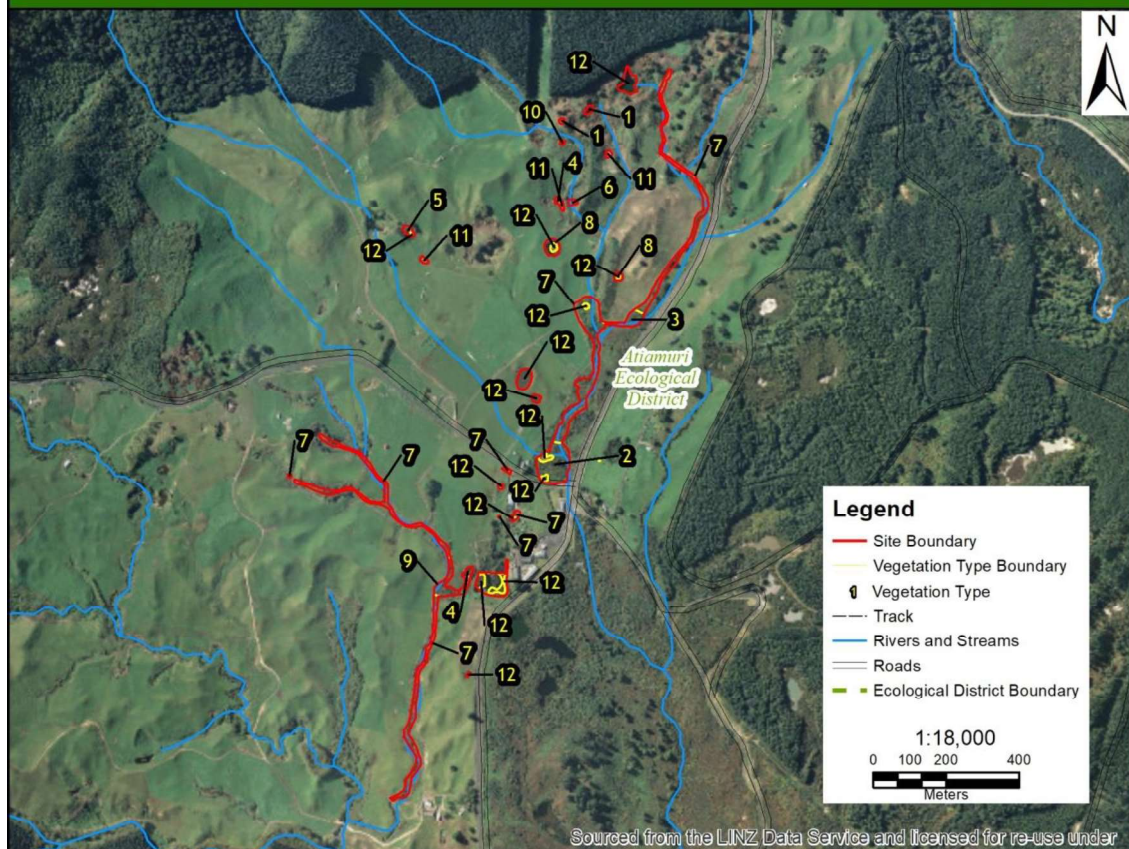 N
12
1
10
1
7
11
4
11
6
5
12
8
12
11
8
12
7
12
3
12
Atiamuri
Ecological
District
12
12
7
7
7
2
12
12
12
7
7
9
12
4
12
7
12
Legend
Site Boundary
Vegetation Type Boundary
1 Vegetation Type
Track
Rivers and Streams
Roads
Ecological District Boundary
1:18,000
0 100 200 400
Meters
Sourced from the LINZ Data Service and licensed for re-use under